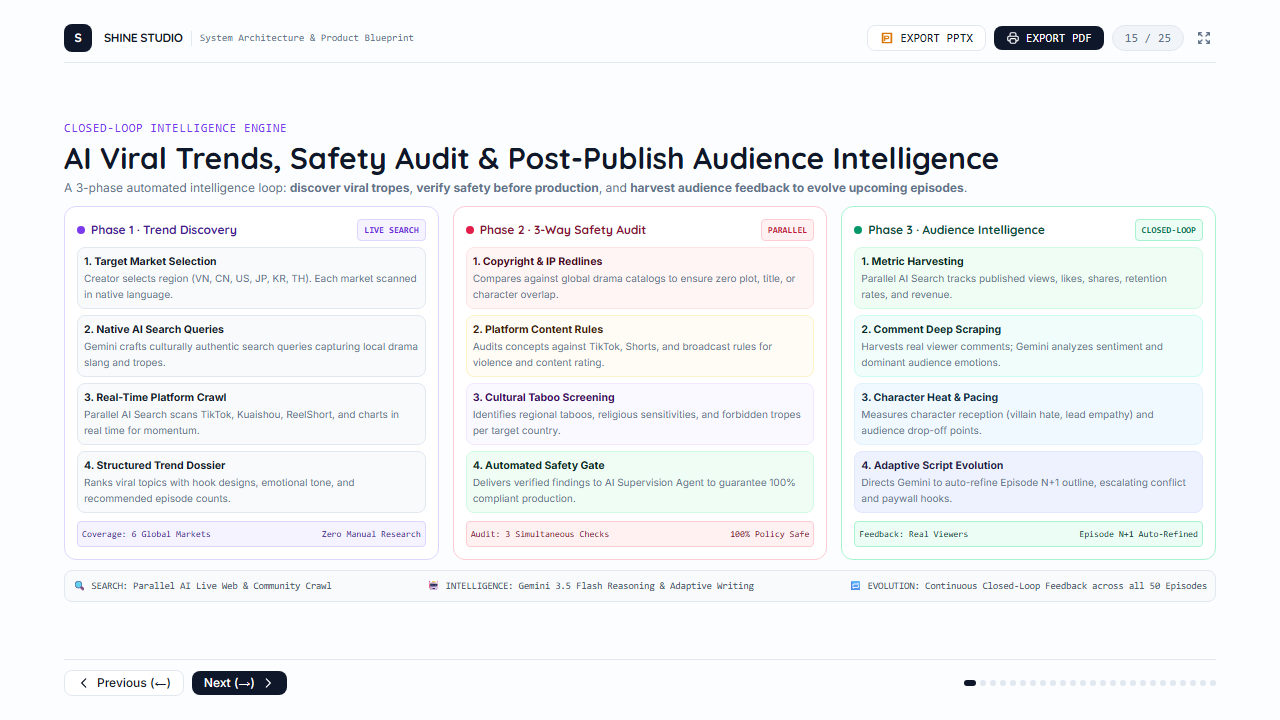 S
SHINE STUDIO
System Architecture & Product Blueprint
EXPORT PPTX
EXPORT PDF
15 / 25
CLOSED-LOOP INTELLIGENCE ENGINE
AI Viral Trends, Safety Audit & Post-Publish Audience Intelligence
A 3-phase automated intelligence loop: discover viral tropes, verify safety before production, and harvest audience feedback to evolve upcoming episodes.
Phase 1 · Trend Discovery
LIVE SEARCH
1. Target Market Selection
Creator selects region (VN, CN, US, JP, KR, TH). Each market scanned
in native language.
2. Native AI Search Queries
Gemini crafts culturally authentic search queries capturing local drama
slang and tropes.
3. Real-Time Platform Crawl
Parallel AI Search scans TikTok, Kuaishou, ReelShort, and charts in
real time for momentum.
4. Structured Trend Dossier
Ranks viral topics with hook designs, emotional tone, and
recommended episode counts.
Coverage: 6 Global Markets
Zero Manual Research
Phase 2 · 3-Way Safety Audit
PARALLEL
1. Copyright & IP Redlines
Compares against global drama catalogs to ensure zero plot, title, or
character overlap.
2. Platform Content Rules
Audits concepts against TikTok, Shorts, and broadcast rules for
violence and content rating.
3. Cultural Taboo Screening
Identifies regional taboos, religious sensitivities, and forbidden tropes
per target country.
4. Automated Safety Gate
Delivers verified findings to AI Supervision Agent to guarantee 100%
compliant production.
Audit: 3 Simultaneous Checks
100% Policy Safe
Phase 3 · Audience Intelligence
CLOSED-LOOP
1. Metric Harvesting
Parallel AI Search tracks published views, likes, shares, retention
rates, and revenue.
2. Comment Deep Scraping
Harvests real viewer comments; Gemini analyzes sentiment and
dominant audience emotions.
3. Character Heat & Pacing
Measures character reception (villain hate, lead empathy) and
audience drop-off points.
4. Adaptive Script Evolution
Directs Gemini to auto-refine Episode N+1 outline, escalating conflict
and paywall hooks.
Feedback: Real Viewers
Episode N+1 Auto-Refined
SEARCH: Parallel AI Live Web & Community Crawl
INTELLIGENCE: Gemini 3.5 Flash Reasoning & Adaptive Writing
EVOLUTION: Continuous Closed-Loop Feedback across all 50 Episodes
Previous (←)
Next (→)